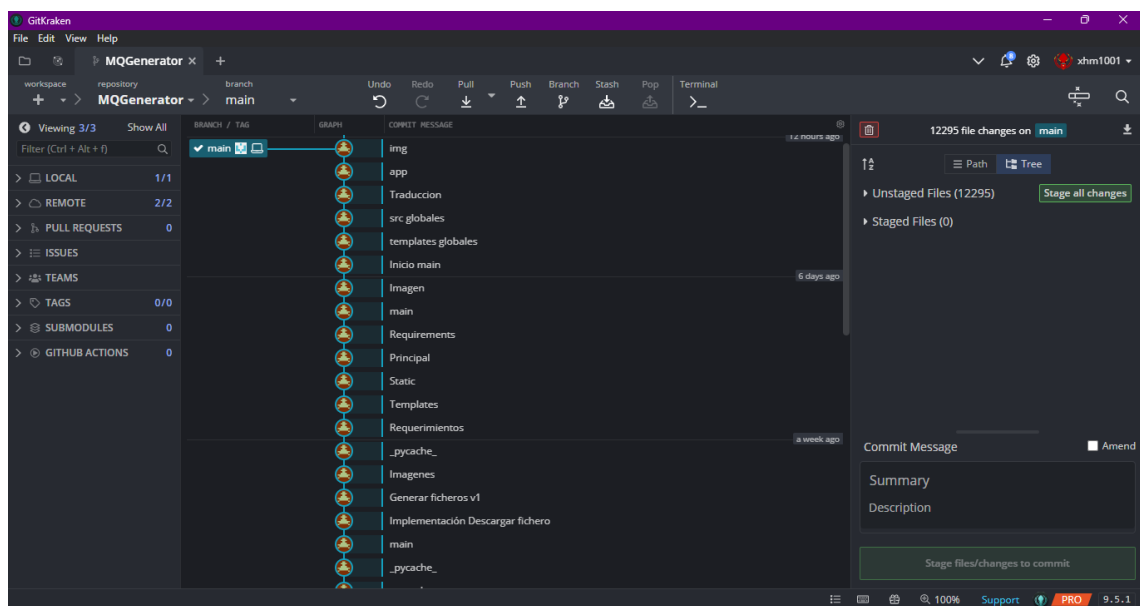 GitKraken
File Edit View Help
MQGenerator × +
xhm1001
workspace repository branch
MQGenerator main
Undo Redo Pull Push Branch Stash Pop Terminal
Viewing 3/3 Show All
Filter (Ctrl + Alt + f)
LOCAL 1/1
REMOTE 2/2
PULL REQUESTS 0
ISSUES
TEAMS
TAGS 0/0
SUBMODULES 0
GITHUB ACTIONS 0
BRANCH / TAG GRAPH COMMIT MESSAGE
12 hours ago
main img
app
Traduccion
src globales
templates globales
Inicio main
6 days ago
Imagen
main
Requirements
Principal
Static
Templates
Requerimientos
a week ago
_pycache_
Imagenes
Generar ficheros v1
Implementación Descargar fichero
main
_pycache_
12295 file changes on main
Path Tree
Unstaged Files (12295) Stage all changes
Staged Files (0)
Commit Message Amend
Summary
Description
Stage files/changes to commit
100% Support PRO 9.5.1